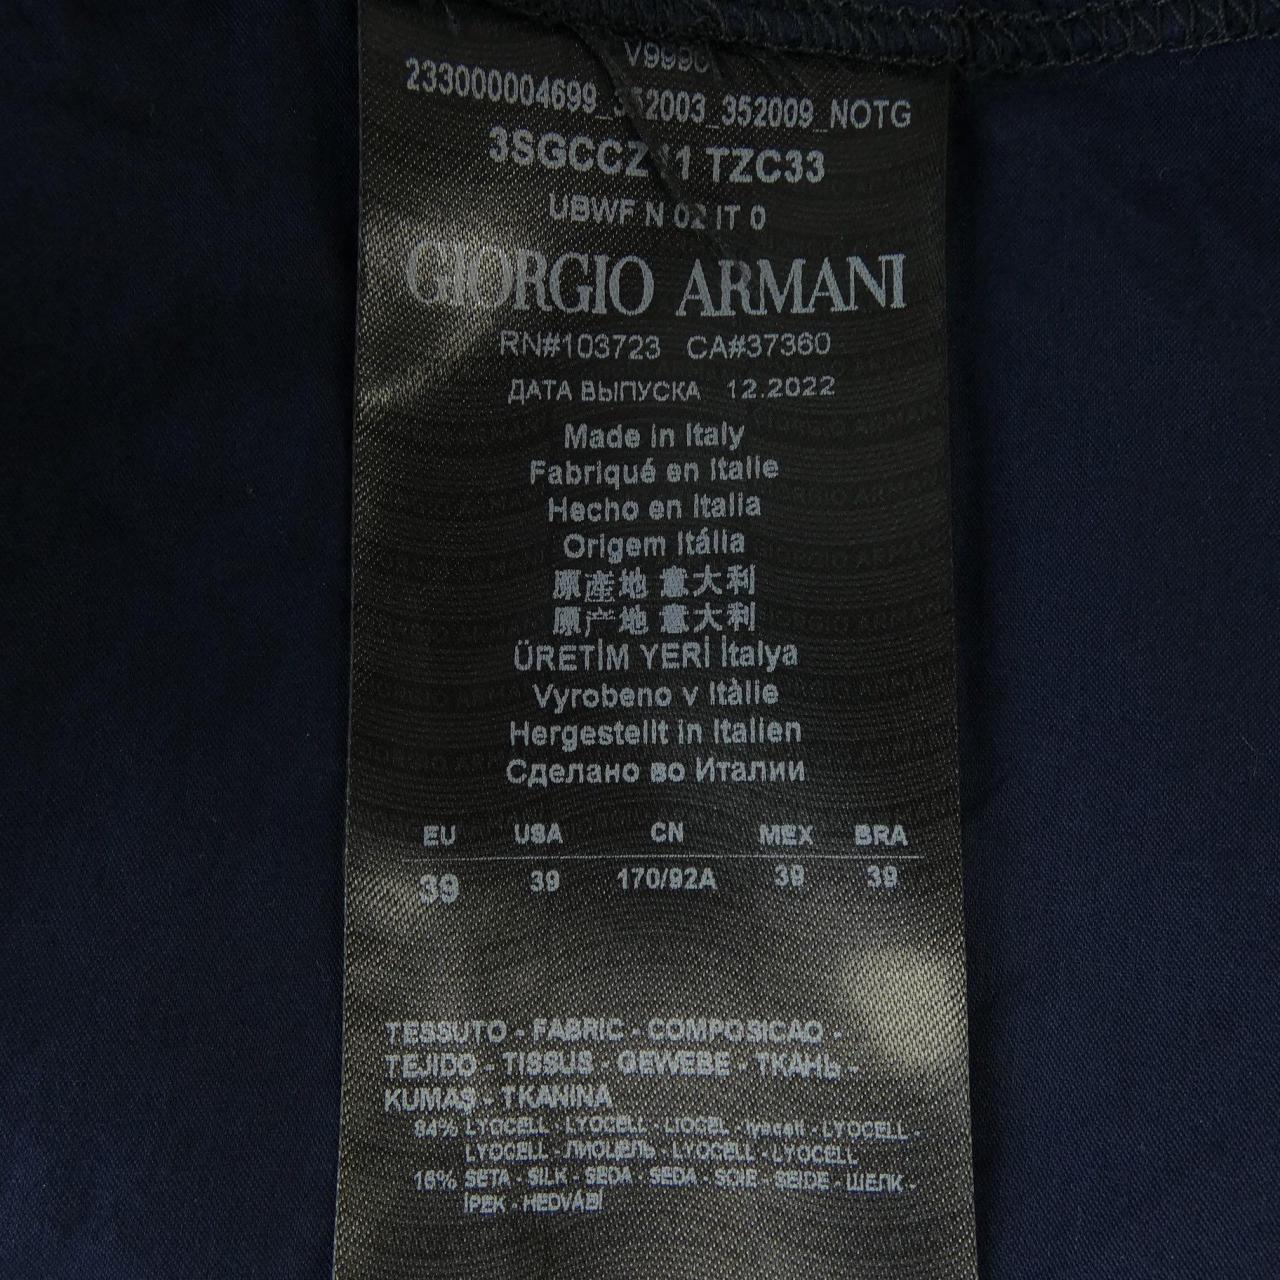 233000004699_352003_352009_NOTG
TZC33
UBWF N 02 IT 0
GIORGIO ARMANI
RN#103723 CA#37360
ДАТА ВЫПУСКА 12.2022
Made in Italy
Fabriqué en Italie
Hecho en Italia
Origem Itália
原產地 意大利
原产地 意大利
ÜRETİM YERİ İtalya
Vyrobeno v Itàlie
Hergestellt in Italien
Сделано во Италии
EU USA CN MEX BRA
39 39 170/92A 39 39
TESSUTO - FABRIC - COMPOSICAO -
TEJIDO - TISSUS - GEWEBE - ТКАНЬ -
KUMAŞ - TKANINA
84% LYOCELL - LYOCELL - LIOCEL - lyocell - LYOCELL -
LYOCELL - ЛИОЦЕЛЬ - LYOCELL - LYOCELL
16% SETA - SILK - SEDA - SEDA - SOIE - SEIDE - ШЕЛК -
İPEK - HEDVÁBÍ